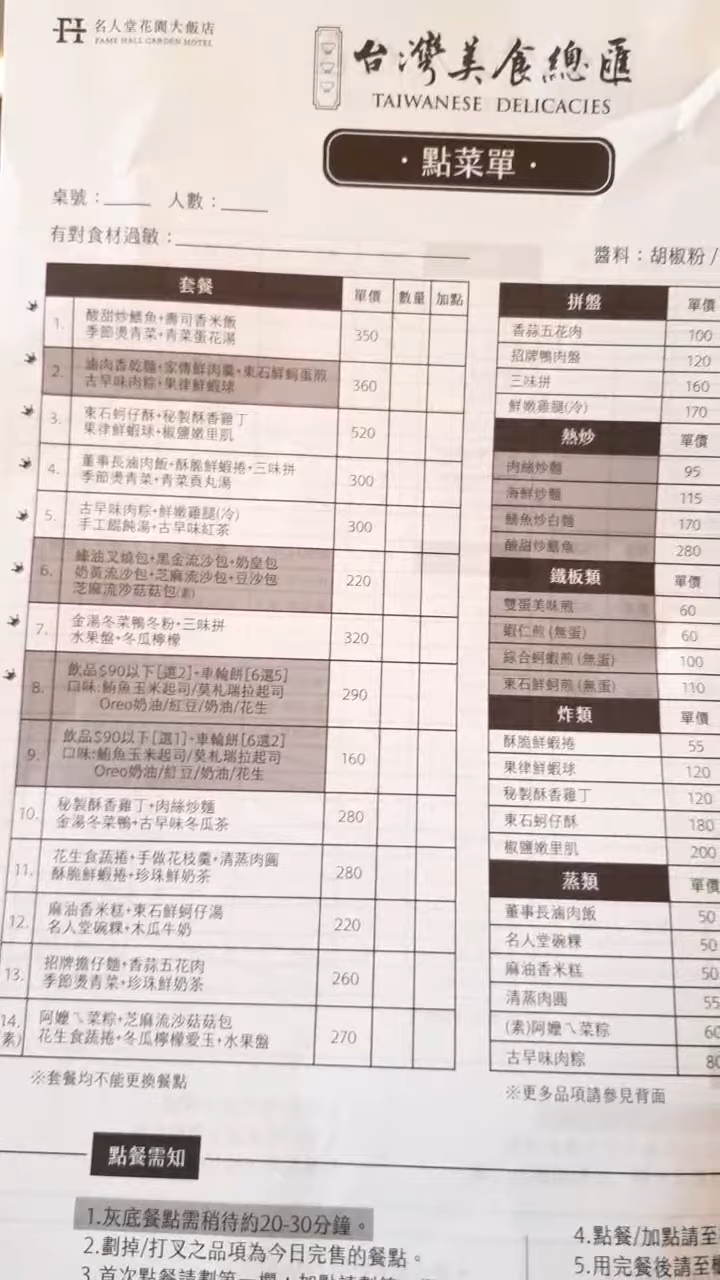 名人堂花園大飯店
FAME HALL GARDEN HOTEL
台灣美食總匯
TAIWANESE DELICACIES
·點菜單·
桌號：____ 人數：____
有對食材過敏：
醬料：胡椒粉/
套餐 單價 數量 加點
1. 酸甜炒鱔魚+壽司香米飯
季節燙青菜+青菜蛋花湯 350
2. 滷肉香乾麵+家傳鮮肉羹+東石鮮蚵蛋煎
古早味肉粽+果律鮮蝦球 360
3. 東石蚵仔酥+秘製酥香雞丁
果律鮮蝦球+椒鹽嫩里肌 520
4. 董事長滷肉飯+酥脆鮮蝦捲+三味拼
季節燙青菜+青菜貢丸湯 300
5. 古早味肉粽+鮮嫩雞腿(冷)
手工餛飩湯+古早味紅茶 300
6. 蠔油叉燒包+黑金流沙包+奶皇包
奶黃流沙包+芝麻流沙包+豆沙包
芝麻流沙菇菇包(素) 220
7. 金湯冬菜鴨冬粉+三味拼
水果盤+冬瓜檸檬 320
8. 飲品$90以下[選2]+車輪餅[6選5]
口味:鮪魚玉米起司/莫札瑞拉起司
Oreo奶油/紅豆/奶油/花生 290
9. 飲品$90以下[選1]+車輪餅[6選2]
口味:鮪魚玉米起司/莫札瑞拉起司
Oreo奶油/紅豆/奶油/花生 160
10. 秘製酥香雞丁+肉絲炒麵
金湯冬菜鴨+古早味冬瓜茶 280
11. 花生食蔬捲+手做花枝羹+清蒸肉圓
酥脆鮮蝦捲+珍珠鮮奶茶 280
12. 麻油香米糕+東石鮮蚵仔湯
名人堂碗粿+木瓜牛奶 220
13. 招牌擔仔麵+香蒜五花肉
季節燙青菜+珍珠鮮奶茶 260
14. 阿嬤ㄟ菜粽+芝麻流沙菇菇包
素) 花生食蔬捲+冬瓜檸檬愛玉+水果盤 270
※套餐均不能更換餐點
拼盤 單價
香蒜五花肉 100
招牌鴨肉盤 120
三味拼 160
鮮嫩雞腿(冷) 170
熱炒 單價
肉絲炒麵 95
海鮮炒麵 115
鱔魚炒白麵 170
酸甜炒鱔魚 280
鐵板類 單價
雙蛋美味煎 60
蝦仁煎(無蛋) 60
綜合蚵蝦煎(無蛋) 100
東石鮮蚵煎(無蛋) 110
炸類 單價
酥脆鮮蝦捲 55
果律鮮蝦球 120
秘製酥香雞丁 120
東石蚵仔酥 180
椒鹽嫩里肌 200
蒸類 單價
董事長滷肉飯 50
名人堂碗粿 50
麻油香米糕 50
清蒸肉圓 55
(素)阿嬤ㄟ菜粽 60
古早味肉粽 80
※更多品項請參見背面
點餐需知
1.灰底餐點需稍待約20-30分鐘。
2.劃掉/打叉之品項為今日完售的餐點。
3.首次點餐請劃第一欄，加點請劃
4.點餐/加點請至
5.用完餐後請至